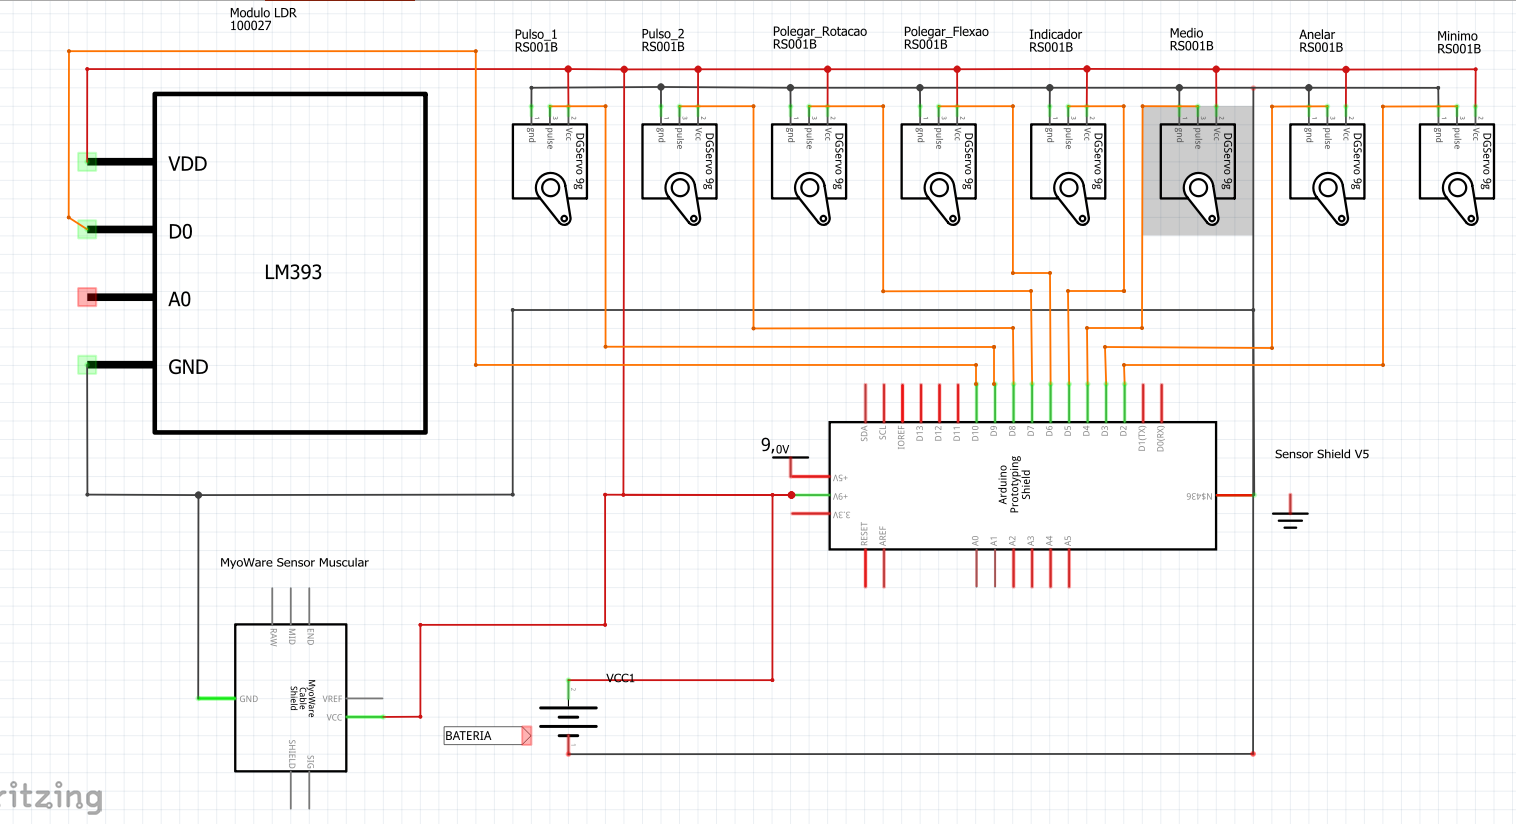 Modulo LDR
100027
Pulso_1
RS001B
Pulso_2
RS001B
Polegar_Rotacao
RS001B
Polegar_Flexao
RS001B
Indicador
RS001B
Medio
RS001B
Anelar
RS001B
Minimo
RS001B
1 3 2
gnd pulse Vcc
DGServo 9g
1 3 2
gnd pulse Vcc
DGServo 9g
1 3 2
gnd pulse Vcc
DGServo 9g
1 3 2
gnd pulse Vcc
DGServo 9g
1 3 2
gnd pulse Vcc
DGServo 9g
1 3 2
gnd pulse Vcc
DGServo 9g
1 3 2
gnd pulse Vcc
DGServo 9g
1 3 2
gnd pulse Vcc
DGServo 9g
VDD
D0
LM393
A0
GND
9,0V
SDA SCL IOREF D13 D12 D11 D10 D9 D8 D7 D6 D5 D4 D3 D2 D1(TX) D0(RX)
+5V
+9V
3.3V
Arduino
Prototyping
Shield
N$436
RESET AREF A0 A1 A2 A3 A4 A5
Sensor Shield V5
MyoWare Sensor Muscular
RAW MID END
GND
MyoWare
Cable
Shield
VREF
VCC
SHIELD SIG
VCC1
2
BATERIA
1
ritzing